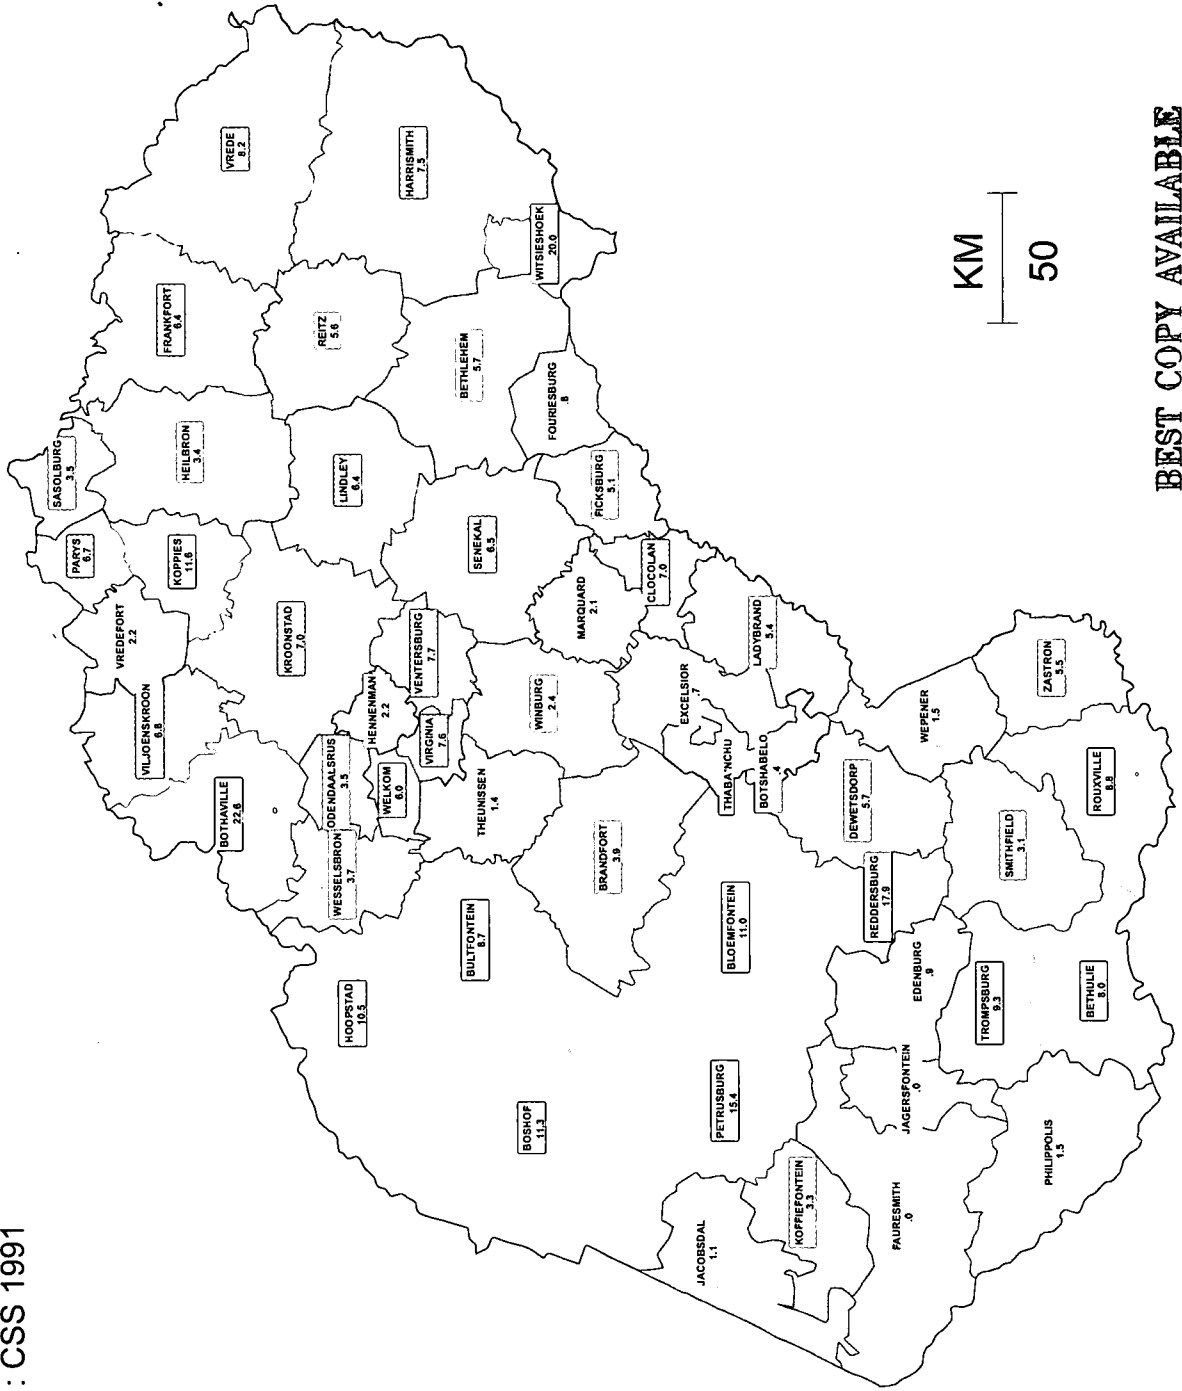 : CSS 1991
SASOLBURG
3.5
PARYS
6.7
VREDEFORT
2.2
VILJOENSKROON
6.8
FRANKFORT
6.4
KOPPIES
11.6
HEILBRON
3.4
BOTHAVILLE
22.6
VREDE
8.2
KROONSTAD
7.0
REITZ
5.6
ODENDAALSRUS
3.5
WESSELSBRON
3.7
LINDLEY
6.4
HOOPSTAD
10.5
HENNENMAN
2.2
WELKOM
6.0
HARRISMITH
7.5
VENTERSBURG
7.7
VIRGINIA
7.6
BETHLEHEM
5.7
BULTFONTEIN
8.7
SENEKAL
6.5
THEUNISSEN
1.4
BOSHOF
11.3
WINBURG
2.4
WITSIESHOEK
20.0
FOURIESBURG
.8
MARQUARD
2.1
FICKSBURG
5.1
BRANDFORT
3.9
CLOCOLAN
7.0
EXCELSIOR
.7
JACOBSDAL
1.1
PETRUSBURG
15.4
THABA'NCHU
BLOEMFONTEIN
11.0
LADYBRAND
5.4
BOTSHABELO
.4
KOFFIEFONTEIN
3.3
DEWETSDORP
5.7
REDDERSBURG
17.9
FAURESMITH
.0
JAGERSFONTEIN
.0
EDENBURG
.9
WEPENER
1.5
TROMPSBURG
9.3
SMITHFIELD
3.1
ZASTRON
5.5
PHILIPPOLIS
1.5
BETHULIE
8.0
ROUXVILLE
8.8
KM
50
BEST COPY AVAILABLE